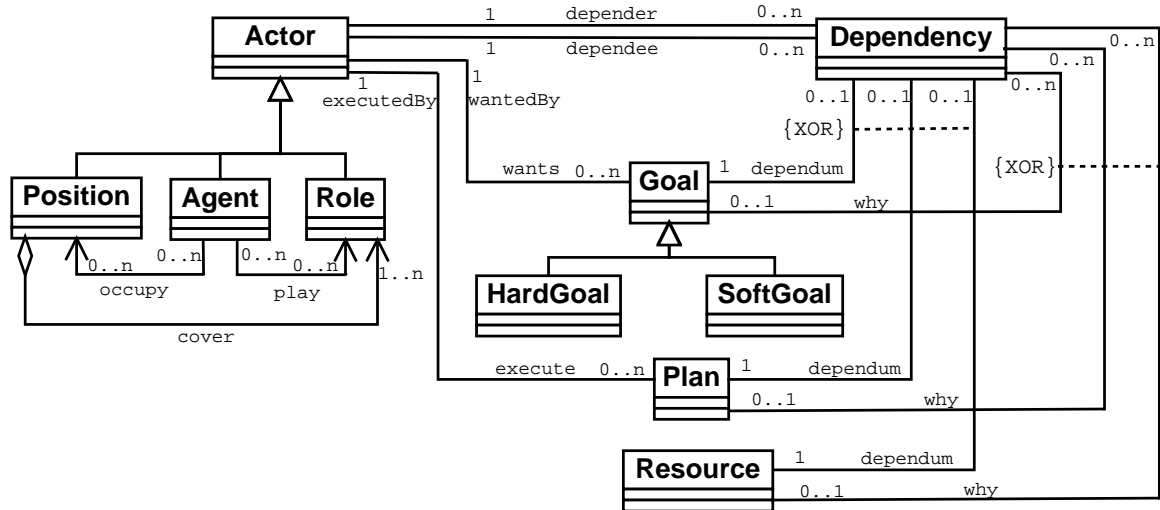 1 depender 0..n
Actor
Dependency
1 dependee 0..n
0..n
0..n
1
1
executedBy
wantedBy
0..n
0..1
0..1
0..1
{XOR}
{XOR}
wants
0..n
Goal
1
dependum
0..1
why
Position
Agent
Role
0..n
0..n
0..n
0..n
1..n
occupy
play
cover
HardGoal
SoftGoal
execute
0..n
Plan
1
dependum
0..1
why
Resource
1
dependum
0..1
why